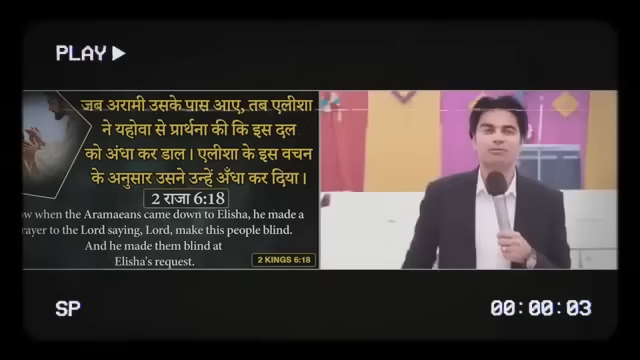 PLAY
जब अरामी उसके पास आए, तब एलीशा
ने यहोवा से प्रार्थना की कि इस दल
को अंधा कर डाल। एलीशा के इस वचन
के अनुसार उसने उन्हें अँधा कर दिया।
2 राजा 6:18
when the Aramaeans came down to Elisha, he made a
to the Lord saying, Lord, make this people blind.
And he made them blind at
Elisha's request.
2 KINGS 6:18
SP
00:00:03